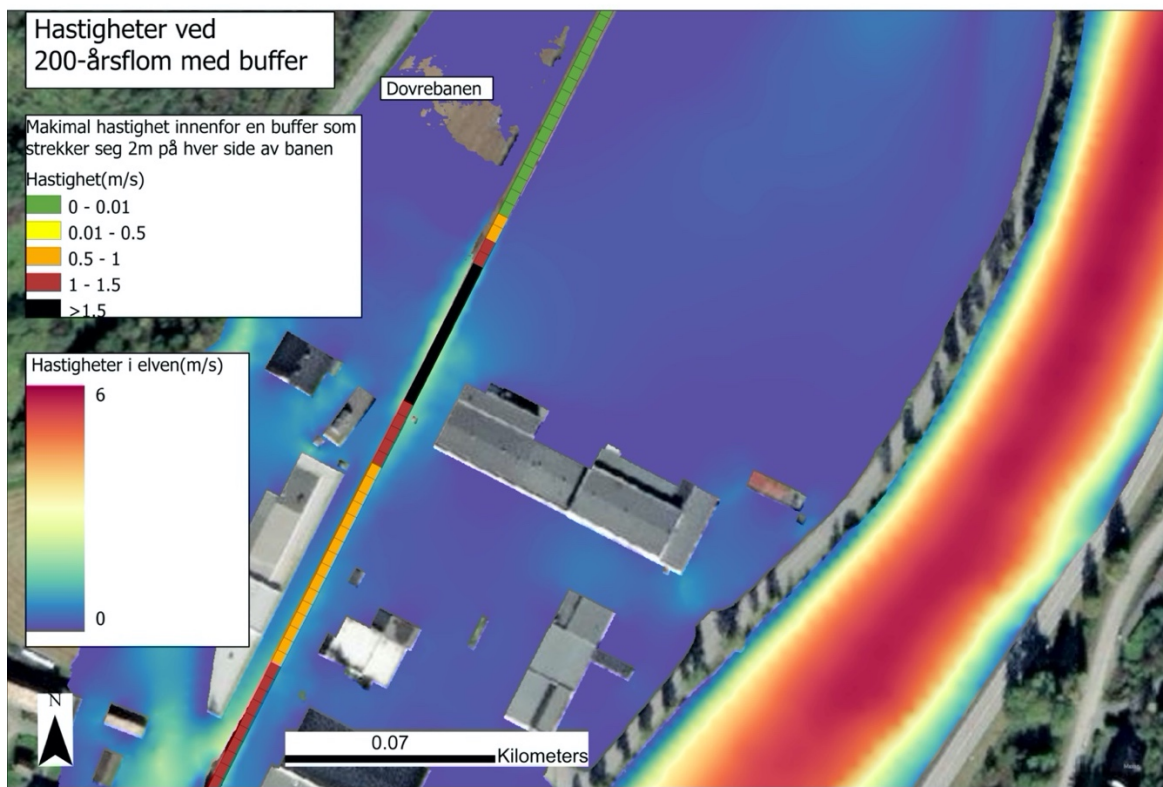 Hastigheter ved
200-årsflom med buffer
Dovrebanen
Makimal hastighet innenfor en buffer som
strekker seg 2m på hver side av banen
Hastighet(m/s)
0 - 0.01
0.01 - 0.5
0.5 - 1
1 - 1.5
>1.5
Hastigheter i elven(m/s)
6
0
N
0.07
Kilometers